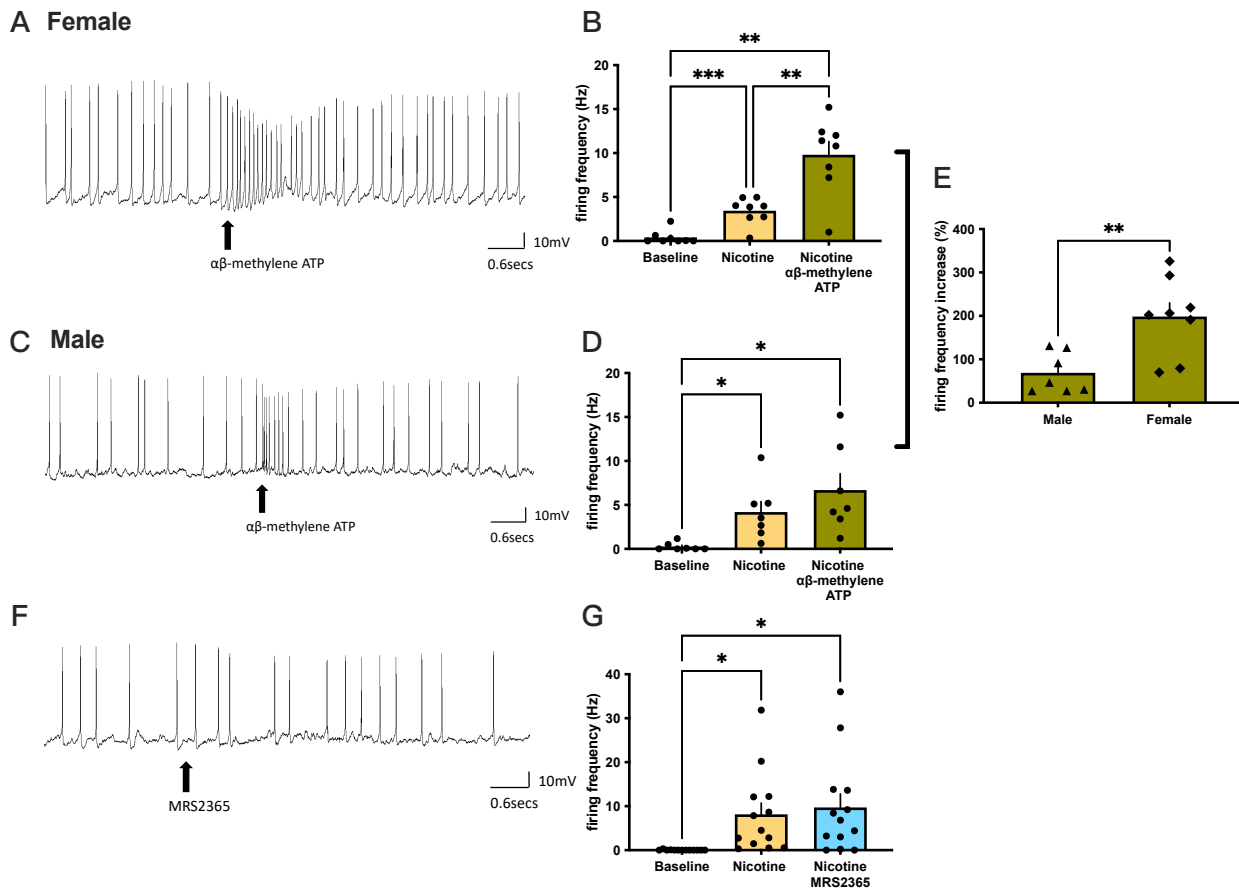 A Female
αβ-methylene ATP
10mV
0.6secs
B
**
***
**
firing frequency (Hz)
20
15
10
5
0
Baseline
Nicotine
Nicotine
αβ-methylene
ATP
C Male
αβ-methylene ATP
10mV
0.6secs
D
*
*
firing frequency (Hz)
20
15
10
5
0
Baseline
Nicotine
Nicotine
αβ-methylene
ATP
E
**
firing frequency increase (%)
400
300
200
100
0
Male
Female
F
MRS2365
10mV
0.6secs
G
*
*
firing frequency (Hz)
40
30
20
10
0
Baseline
Nicotine
Nicotine
MRS2365